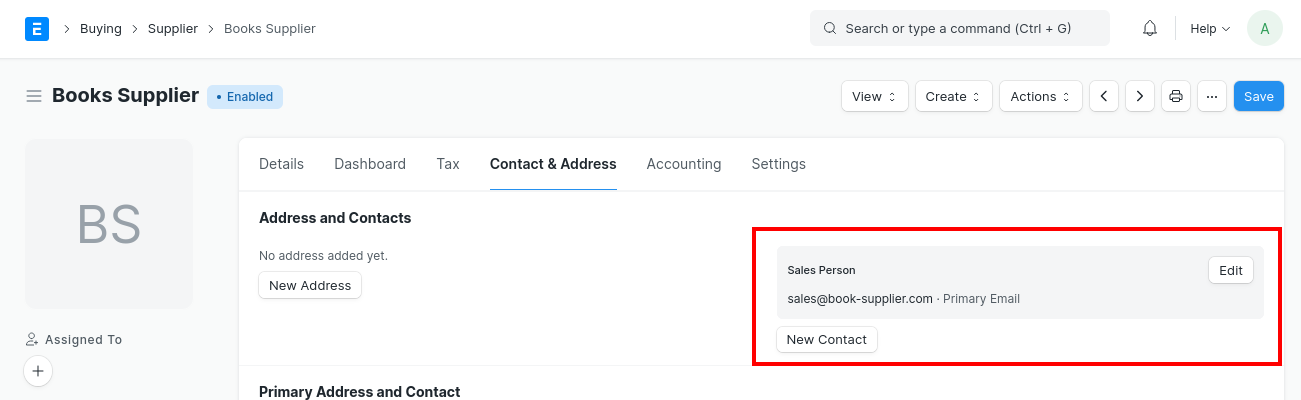 E Buying Supplier Books Supplier Search or type a command (Ctrl + G) Help A
Books Supplier • Enabled View Create Actions ... Save
BS
Details Dashboard Tax Contact & Address Accounting Settings
Address and Contacts
No address added yet.
New Address
Sales Person Edit
sales@book-supplier.com · Primary Email
New Contact
Assigned To
Primary Address and Contact